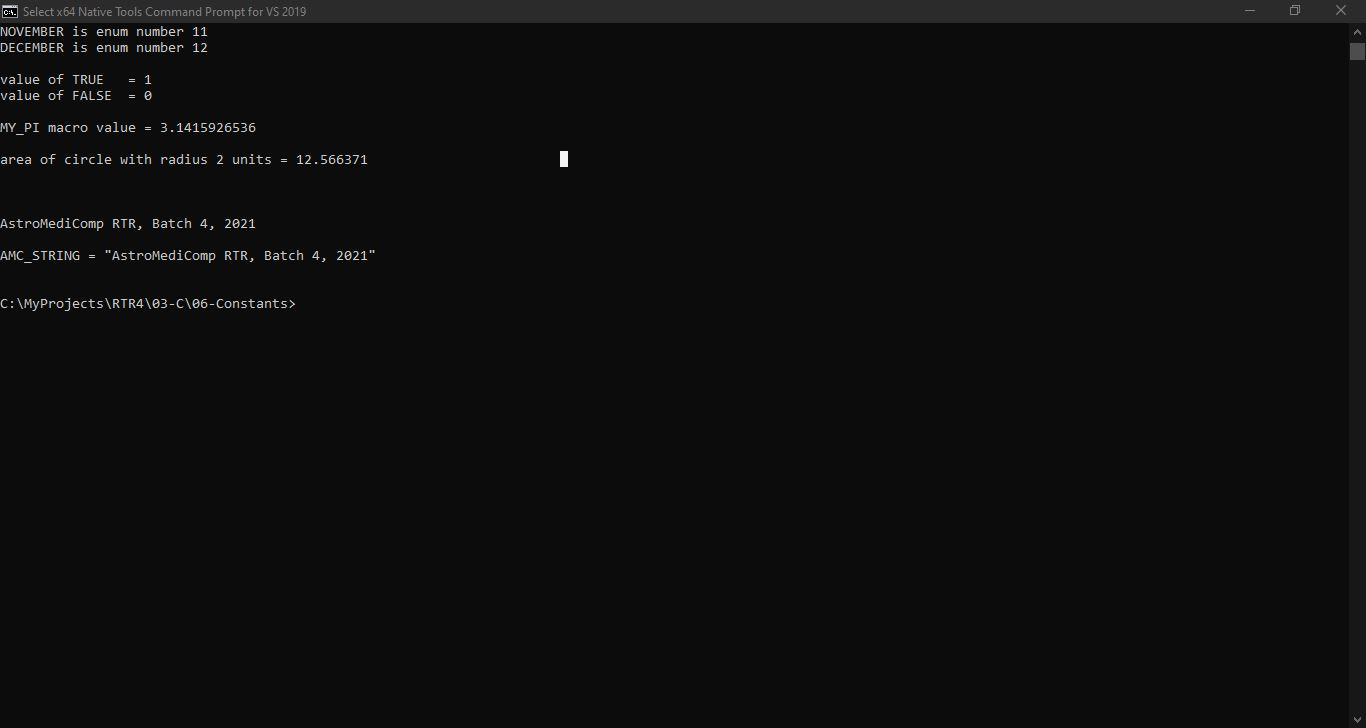 Select x64 Native Tools Command Prompt for VS 2019
NOVEMBER is enum number 11
DECEMBER is enum number 12
value of TRUE   = 1
value of FALSE  = 0
MY_PI macro value = 3.1415926536
area of circle with radius 2 units = 12.566371
AstroMediComp RTR, Batch 4, 2021
AMC_STRING = "AstroMediComp RTR, Batch 4, 2021"
C:\MyProjects\RTR4\03-C\06-Constants>